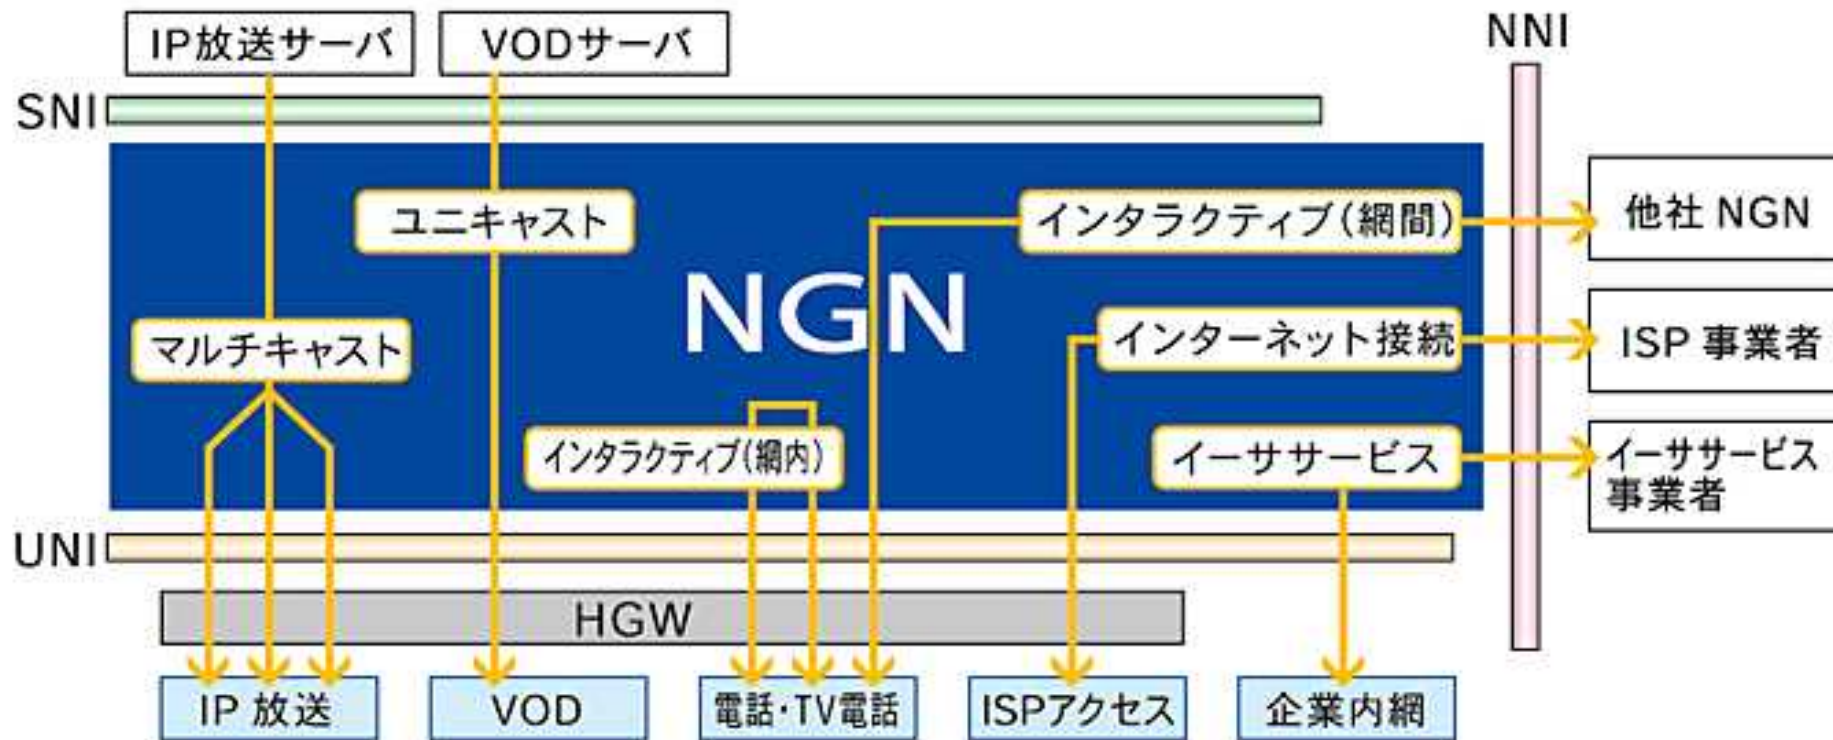 IP放送サーバ
VODサーバ
NNI
SNI
ユニキャスト
インタラクティブ(網間)
他社 NGN
NGN
マルチキャスト
インターネット接続
ISP 事業者
インタラクティブ(網内)
イーササービス
イーササービス
事業者
UNI
HGW
IP 放送
VOD
電話・TV電話
ISPアクセス
企業内網